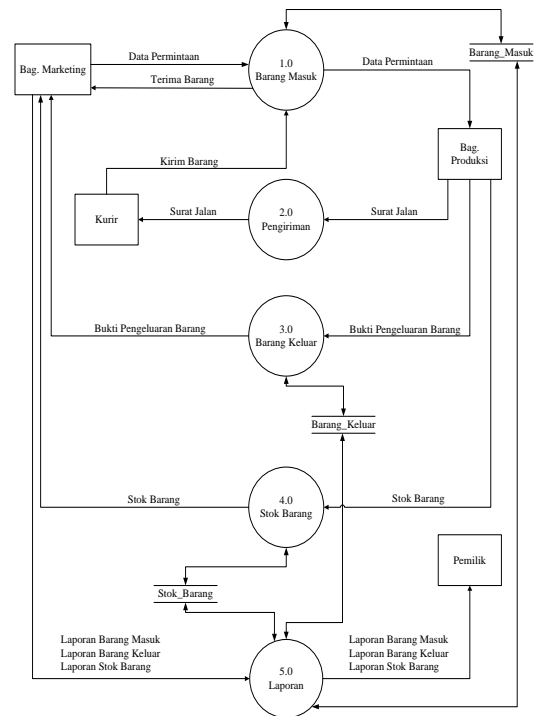 1.0
Barang Masuk
Barang_Masuk
Bag. Marketing
Data Permintaan
Data Permintaan
Terima Barang
Bag.
Produksi
Kirim Barang
Kurir
Surat Jalan
2.0
Pengiriman
Surat Jalan
Bukti Pengeluaran Barang
3.0
Barang Keluar
Bukti Pengeluaran Barang
Barang_Keluar
Stok Barang
4.0
Stok Barang
Stok Barang
Pemilik
Stok_Barang
Laporan Barang Masuk
Laporan Barang Keluar
Laporan Stok Barang
5.0
Laporan
Laporan Barang Masuk
Laporan Barang Keluar
Laporan Stok Barang